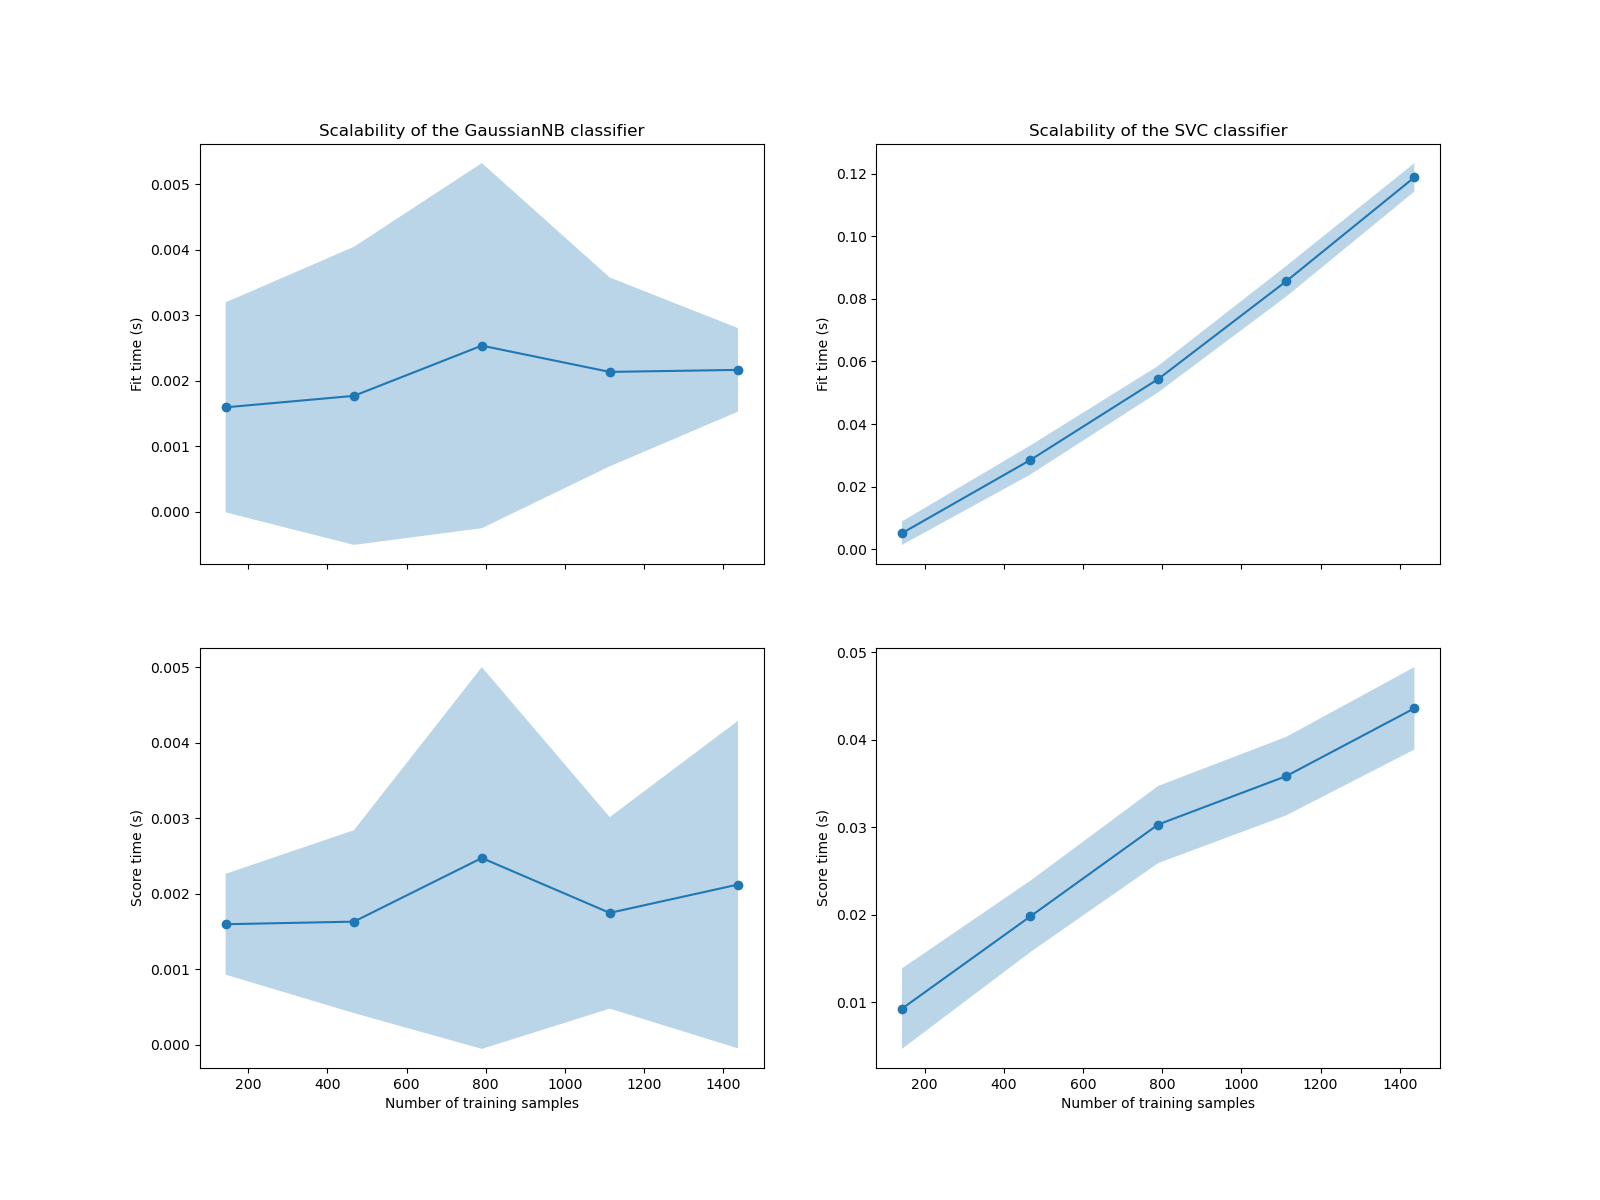 Scalability of the GaussianNB classifier
0.005
0.004
0.003
0.002
0.001
0.000
Fit time (s)
Scalability of the SVC classifier
0.12
0.10
0.08
0.06
0.04
0.02
0.00
Fit time (s)
0.005
0.004
0.003
0.002
0.001
0.000
Score time (s)
200 400 600 800 1000 1200 1400
Number of training samples
0.05
0.04
0.03
0.02
0.01
Score time (s)
200 400 600 800 1000 1200 1400
Number of training samples